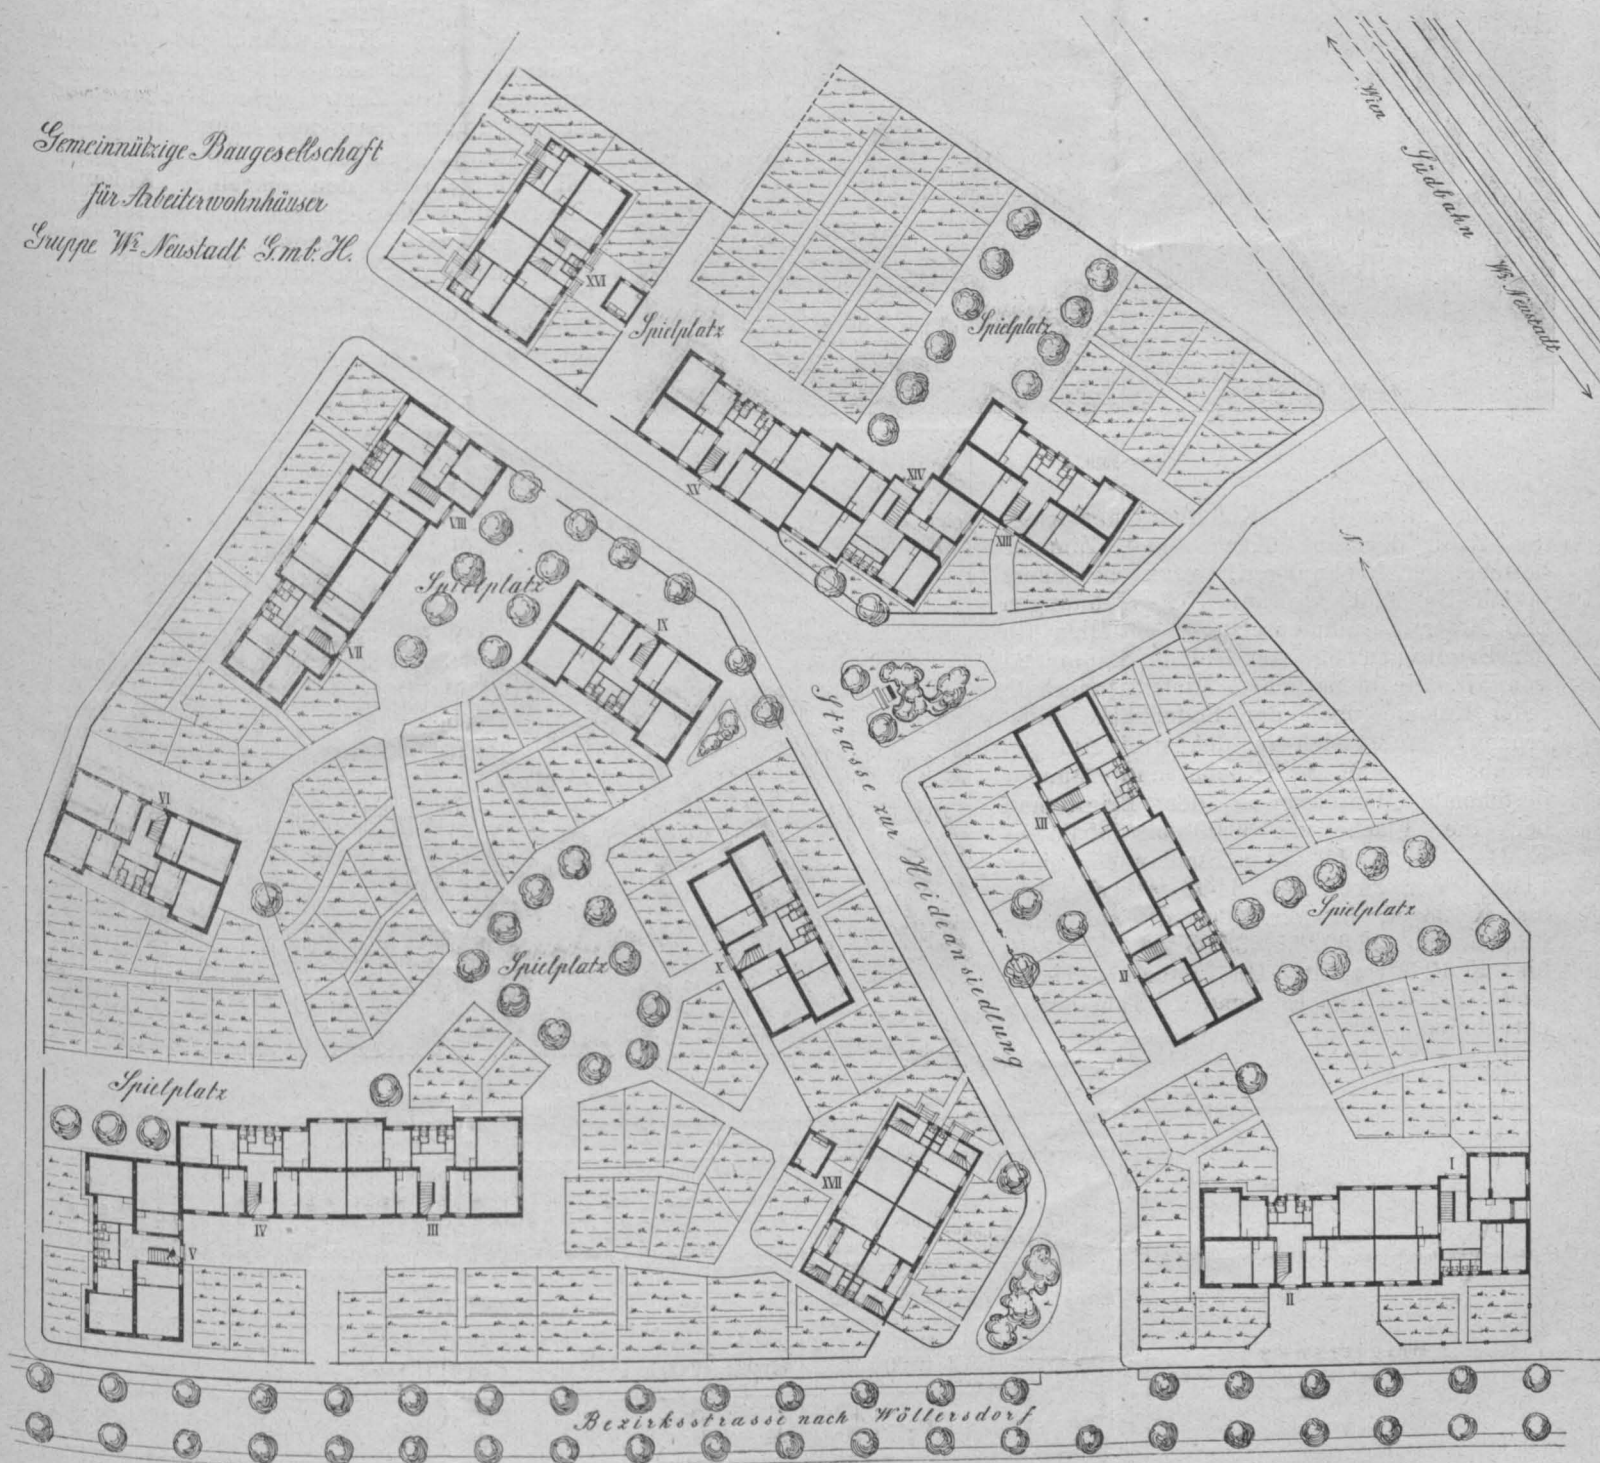 Gemeinnützige Baugesellschaft
für Arbeiterwohnhäuser
Gruppe Wr. Neustadt G.m.b.H.
Wien
Südbahn
Wr. Neustadt
XVI
Spielplatz
Spielplatz
XV
XIV
XIII
N.
VIII
Spielplatz
VII
IX
Strasse zur Heideansiedlung
VI
XII
Spielplatz
X
Spielplatz
XI
Spielplatz
XVII
I
IV
III
V
II
Bezirksstrasse nach Wöllersdorf